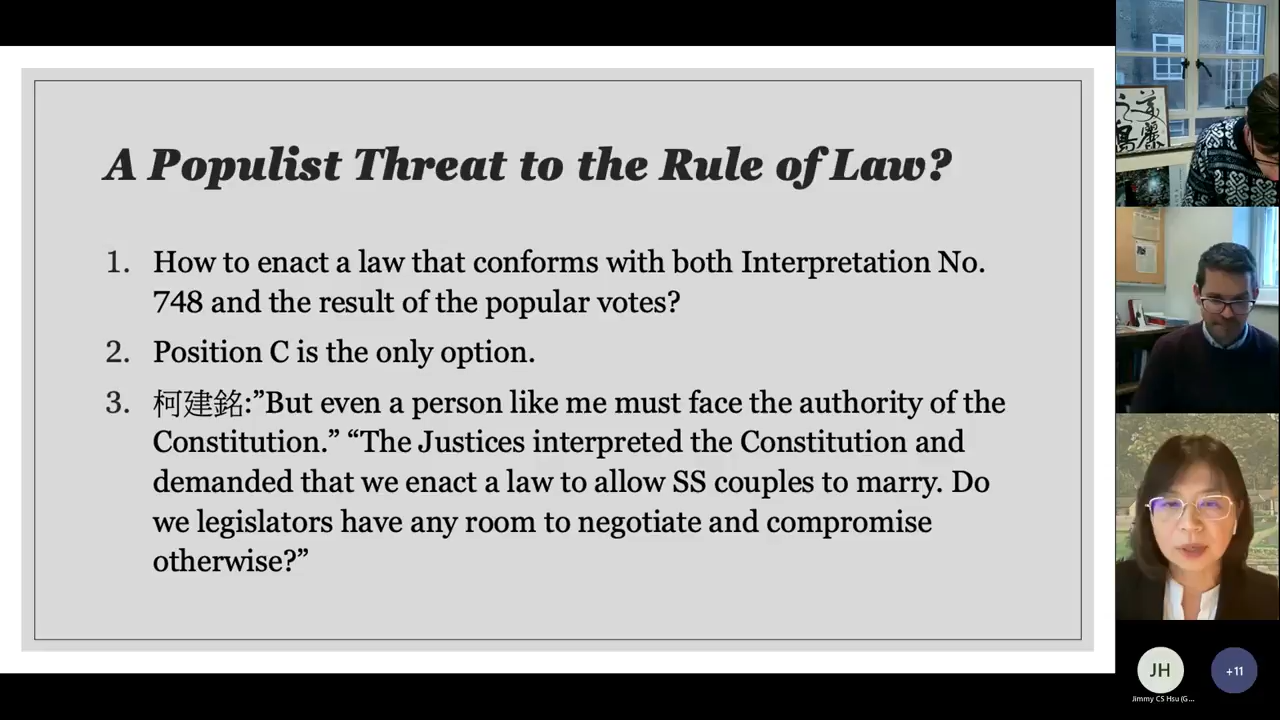 A Populist Threat to the Rule of Law?
1. How to enact a law that conforms with both Interpretation No.
748 and the result of the popular votes?
2. Position C is the only option.
3. 柯建銘:”But even a person like me must face the authority of the
Constitution.” “The Justices interpreted the Constitution and
demanded that we enact a law to allow SS couples to marry. Do
we legislators have any room to negotiate and compromise
otherwise?”
美麗
之島
JH
+11
Jimmy CS Hsu (G...